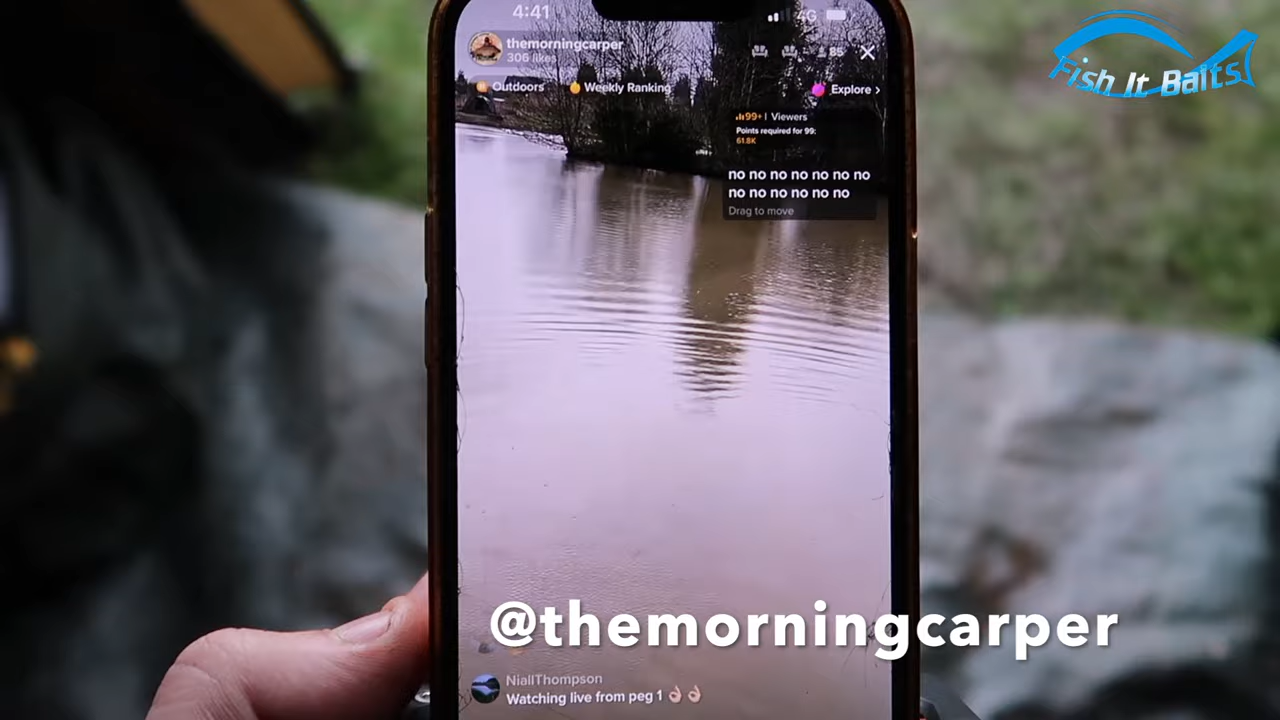 4:41
4G
Fish It Baits
themorningcarper
306 likes
85
Outdoors
Weekly Ranking
Explore ›
99+ | Viewers
Points required for 99:
61.8K
no no no no no no no
no no no no no no
Drag to move
@themorningcarper
NiallThompson
Watching live from peg 1 👌🏻👌🏻